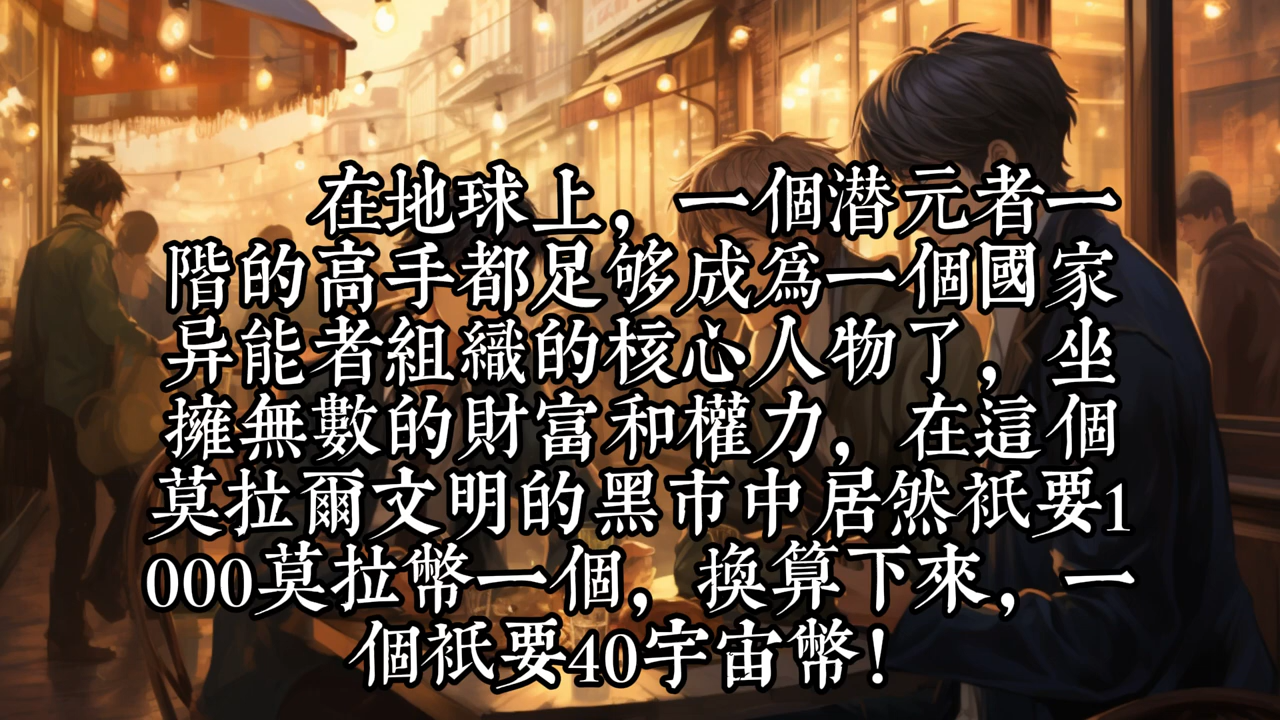 在地球上，一個潛元者一
階的高手都足够成爲一個國家
异能者組織的核心人物了，坐
擁無數的財富和權力，在這個
莫拉爾文明的黑市中居然衹要1
000莫拉幣一個，換算下來，一
個衹要40宇宙幣！